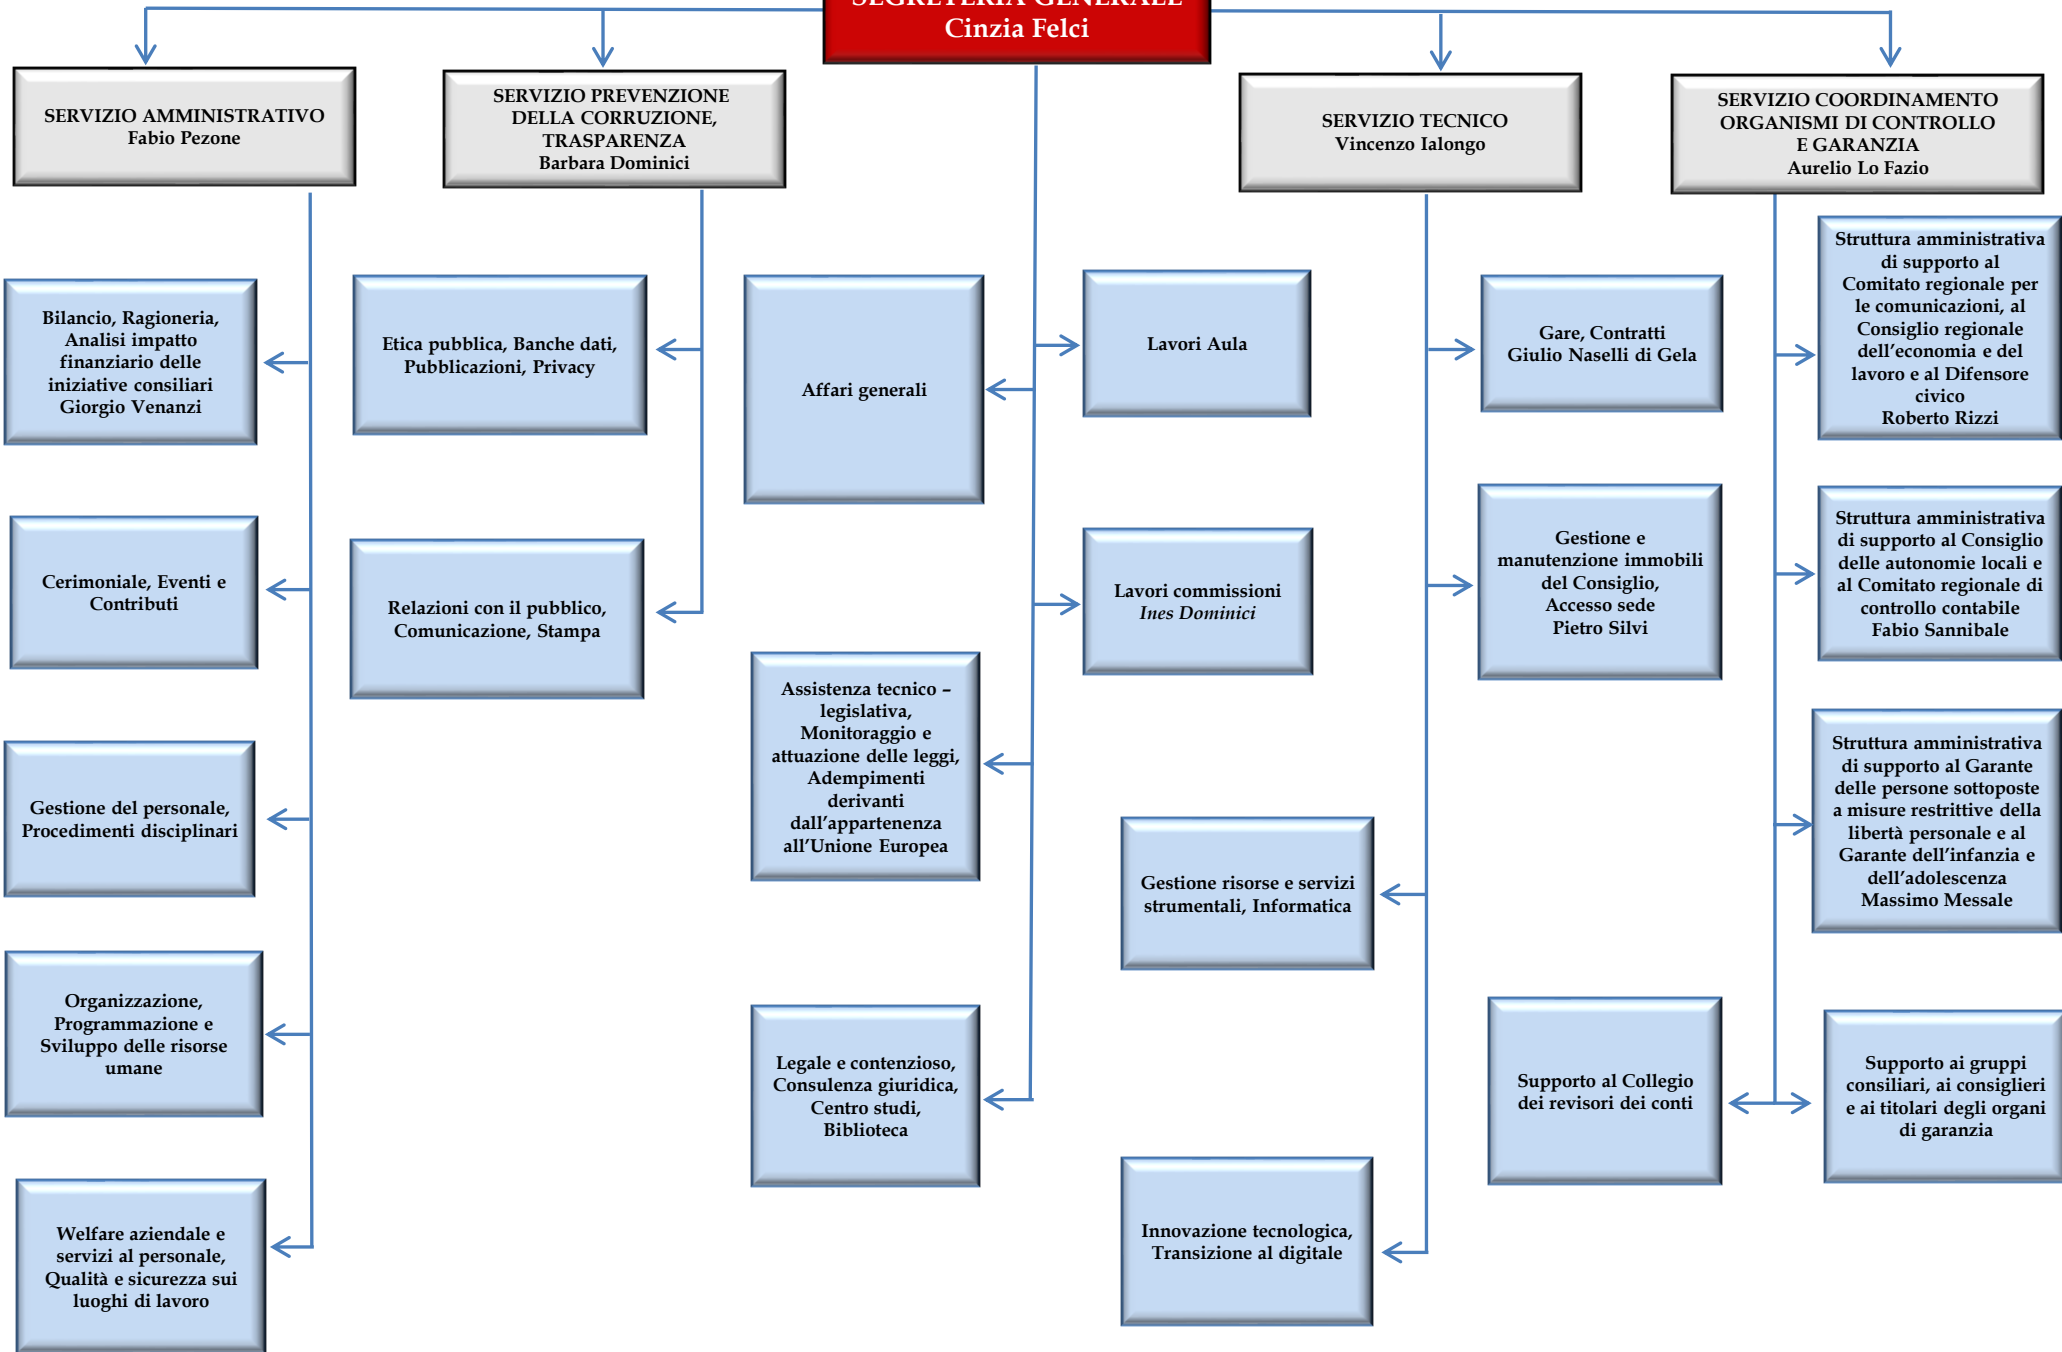 SEGRETERIA GENERALE
Cinzia Felci
SERVIZIO AMMINISTRATIVO
Fabio Pezone
SERVIZIO PREVENZIONE
DELLA CORRUZIONE,
TRASPARENZA
Barbara Dominici
SERVIZIO TECNICO
Vincenzo Ialongo
SERVIZIO COORDINAMENTO
ORGANISMI DI CONTROLLO
E GARANZIA
Aurelio Lo Fazio
Bilancio, Ragioneria,
Analisi impatto
finanziario delle
iniziative consiliari
Giorgio Venanzi
Cerimoniale, Eventi e
Contributi
Gestione del personale,
Procedimenti disciplinari
Organizzazione,
Programmazione e
Sviluppo delle risorse
umane
Welfare aziendale e
servizi al personale,
Qualità e sicurezza sui
luoghi di lavoro
Etica pubblica, Banche dati,
Pubblicazioni, Privacy
Relazioni con il pubblico,
Comunicazione, Stampa
Affari generali
Assistenza tecnico –
legislativa,
Monitoraggio e
attuazione delle leggi,
Adempimenti
derivanti
dall'appartenenza
all'Unione Europea
Legale e contenzioso,
Consulenza giuridica,
Centro studi,
Biblioteca
Lavori Aula
Lavori commissioni
Ines Dominici
Gare, Contratti
Giulio Naselli di Gela
Gestione e
manutenzione immobili
del Consiglio,
Accesso sede
Pietro Silvi
Gestione risorse e servizi
strumentali, Informatica
Innovazione tecnologica,
Transizione al digitale
Struttura amministrativa
di supporto al
Comitato regionale per
le comunicazioni, al
Consiglio regionale
dell'economia e del
lavoro e al Difensore
civico
Roberto Rizzi
Struttura amministrativa
di supporto al Consiglio
delle autonomie locali e
al Comitato regionale di
controllo contabile
Fabio Sannibale
Struttura amministrativa
di supporto al Garante
delle persone sottoposte
a misure restrittive della
libertà personale e al
Garante dell'infanzia e
dell'adolescenza
Massimo Messale
Supporto al Collegio
dei revisori dei conti
Supporto ai gruppi
consiliari, ai consiglieri
e ai titolari degli organi
di garanzia